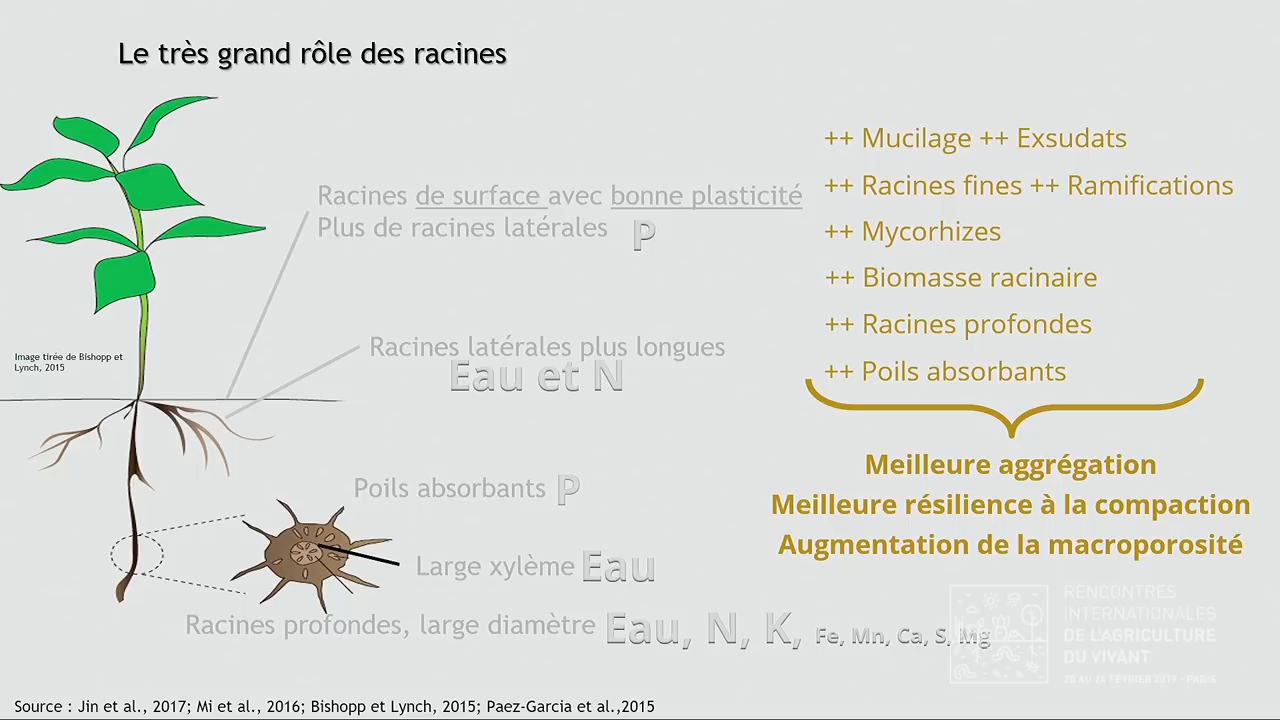 Le très grand rôle des racines
Racines de surface avec bonne plasticité
Plus de racines latérales P
Racines latérales plus longues
Eau et N
Poils absorbants P
Large xylème Eau
Racines profondes, large diamètre Eau, N, K, Fe, Mn, Ca, S, Mg
Image tirée de Bishopp et
Lynch, 2015
++ Mucilage ++ Exsudats
++ Racines fines ++ Ramifications
++ Mycorhizes
++ Biomasse racinaire
++ Racines profondes
++ Poils absorbants
Meilleure aggrégation
Meilleure résilience à la compaction
Augmentation de la macroporosité
RENCONTRES
INTERNATIONALES
DE L'AGRICULTURE
DU VIVANT
FÉVRIER 2019 - PARIS
Source : Jin et al., 2017; Mi et al., 2016; Bishopp et Lynch, 2015; Paez-Garcia et al.,2015